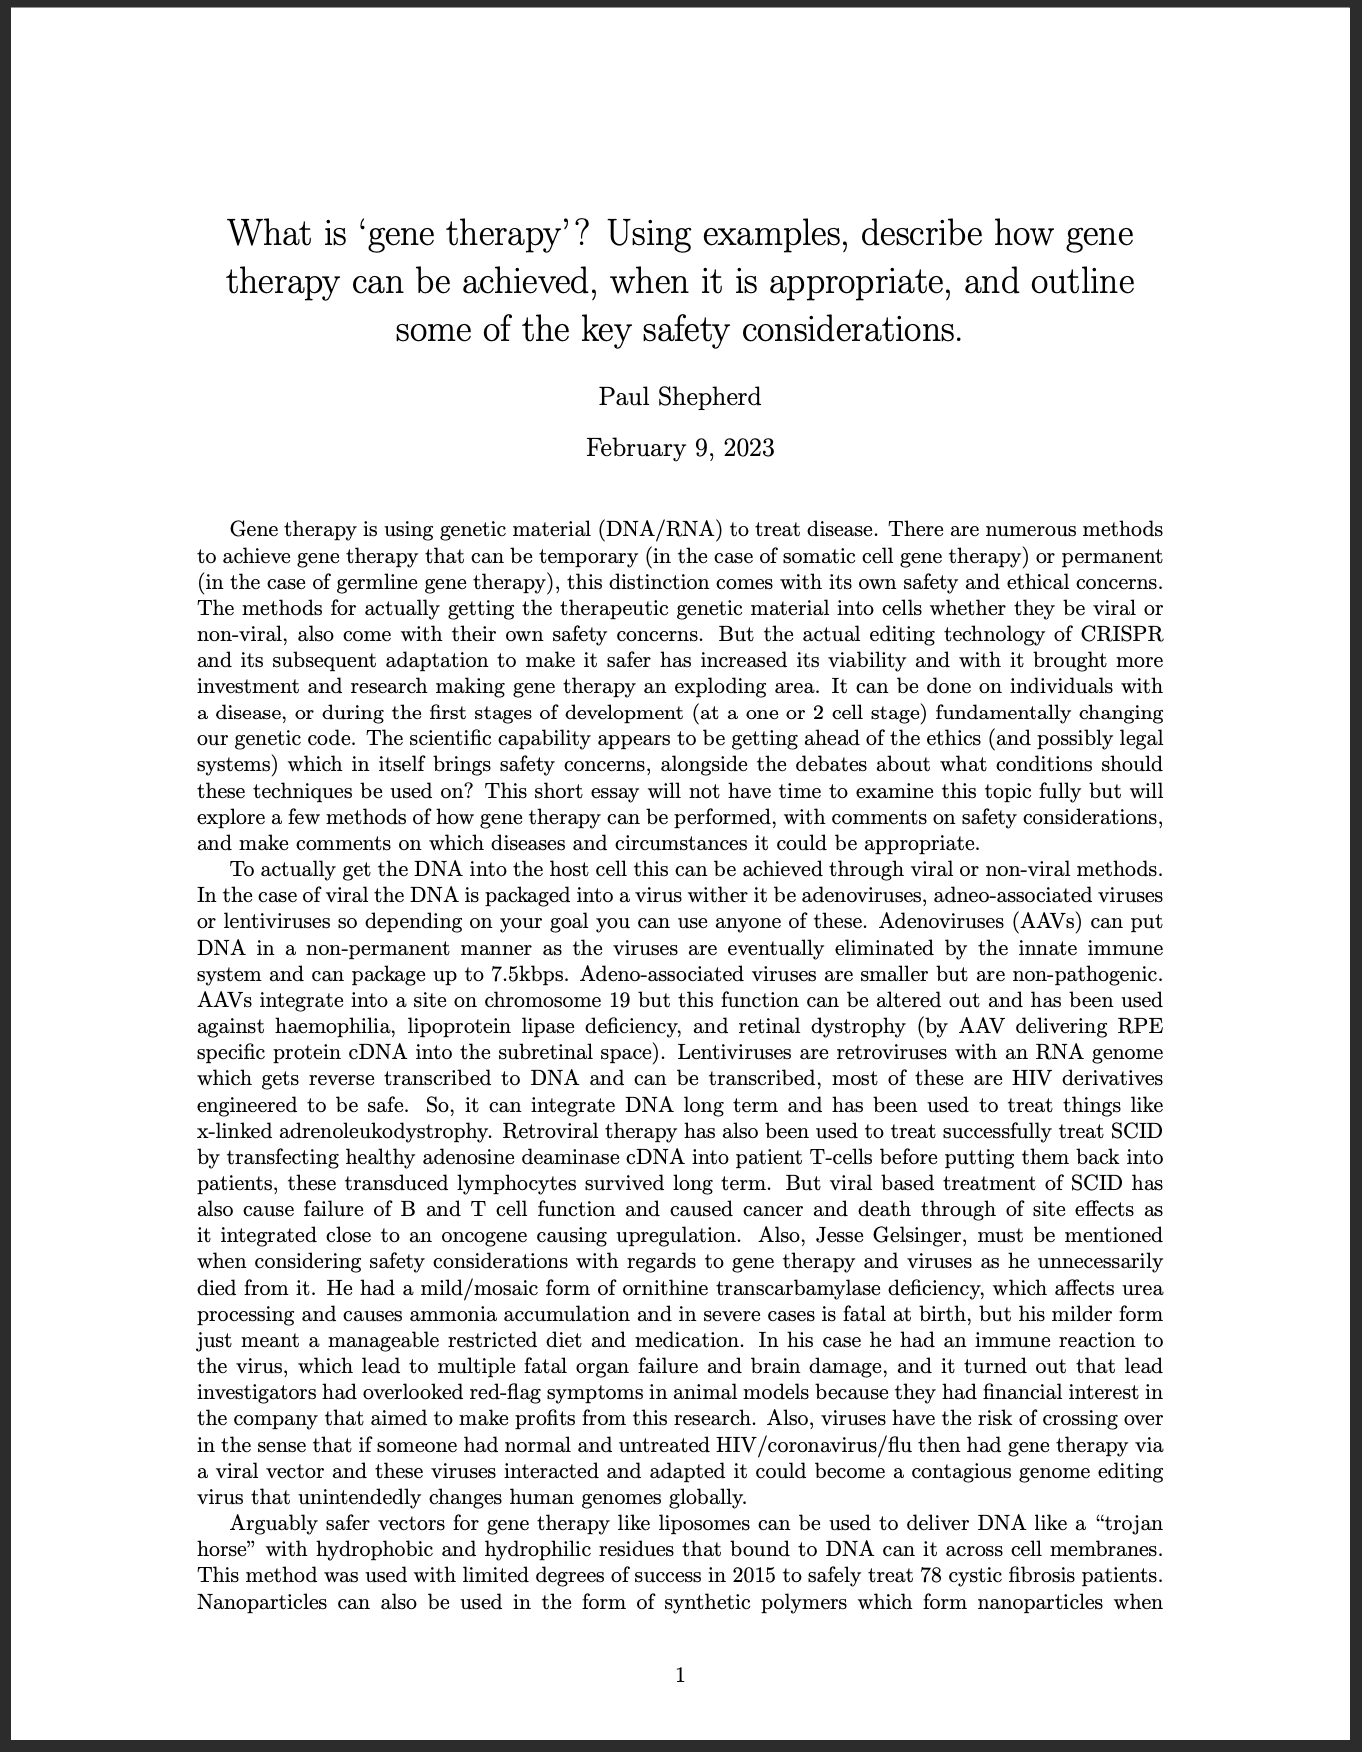 What is ‘gene therapy’? Using examples, describe how gene
therapy can be achieved, when it is appropriate, and outline
some of the key safety considerations.
Paul Shepherd
February 9, 2023
Gene therapy is using genetic material (DNA/RNA) to treat disease. There are numerous methods
to achieve gene therapy that can be temporary (in the case of somatic cell gene therapy) or permanent
(in the case of germline gene therapy), this distinction comes with its own safety and ethical concerns.
The methods for actually getting the therapeutic genetic material into cells whether they be viral or
non-viral, also come with their own safety concerns. But the actual editing technology of CRISPR
and its subsequent adaptation to make it safer has increased its viability and with it brought more
investment and research making gene therapy an exploding area. It can be done on individuals with
a disease, or during the first stages of development (at a one or 2 cell stage) fundamentally changing
our genetic code. The scientific capability appears to be getting ahead of the ethics (and possibly legal
systems) which in itself brings safety concerns, alongside the debates about what conditions should
these techniques be used on? This short essay will not have time to examine this topic fully but will
explore a few methods of how gene therapy can be performed, with comments on safety considerations,
and make comments on which diseases and circumstances it could be appropriate.
To actually get the DNA into the host cell this can be achieved through viral or non-viral methods.
In the case of viral the DNA is packaged into a virus wither it be adenoviruses, adneo-associated viruses
or lentiviruses so depending on your goal you can use anyone of these. Adenoviruses (AAVs) can put
DNA in a non-permanent manner as the viruses are eventually eliminated by the innate immune
system and can package up to 7.5kbps. Adeno-associated viruses are smaller but are non-pathogenic.
AAVs integrate into a site on chromosome 19 but this function can be altered out and has been used
against haemophilia, lipoprotein lipase deficiency, and retinal dystrophy (by AAV delivering RPE
specific protein cDNA into the subretinal space). Lentiviruses are retroviruses with an RNA genome
which gets reverse transcribed to DNA and can be transcribed, most of these are HIV derivatives
engineered to be safe. So, it can integrate DNA long term and has been used to treat things like
x-linked adrenoleukodystrophy. Retroviral therapy has also been used to treat successfully treat SCID
by transfecting healthy adenosine deaminase cDNA into patient T-cells before putting them back into
patients, these transduced lymphocytes survived long term. But viral based treatment of SCID has
also cause failure of B and T cell function and caused cancer and death through of site effects as
it integrated close to an oncogene causing upregulation. Also, Jesse Gelsinger, must be mentioned
when considering safety considerations with regards to gene therapy and viruses as he unnecessarily
died from it. He had a mild/mosaic form of ornithine transcarbamylase deficiency, which affects urea
processing and causes ammonia accumulation and in severe cases is fatal at birth, but his milder form
just meant a manageable restricted diet and medication. In his case he had an immune reaction to
the virus, which lead to multiple fatal organ failure and brain damage, and it turned out that lead
investigators had overlooked red-flag symptoms in animal models because they had financial interest in
the company that aimed to make profits from this research. Also, viruses have the risk of crossing over
in the sense that if someone had normal and untreated HIV/coronavirus/flu then had gene therapy via
a viral vector and these viruses interacted and adapted it could become a contagious genome editing
virus that unintendedly changes human genomes globally.
Arguably safer vectors for gene therapy like liposomes can be used to deliver DNA like a “trojan
horse” with hydrophobic and hydrophilic residues that bound to DNA can it across cell membranes.
This method was used with limited degrees of success in 2015 to safely treat 78 cystic fibrosis patients.
Nanoparticles can also be used in the form of synthetic polymers which form nanoparticles when
1